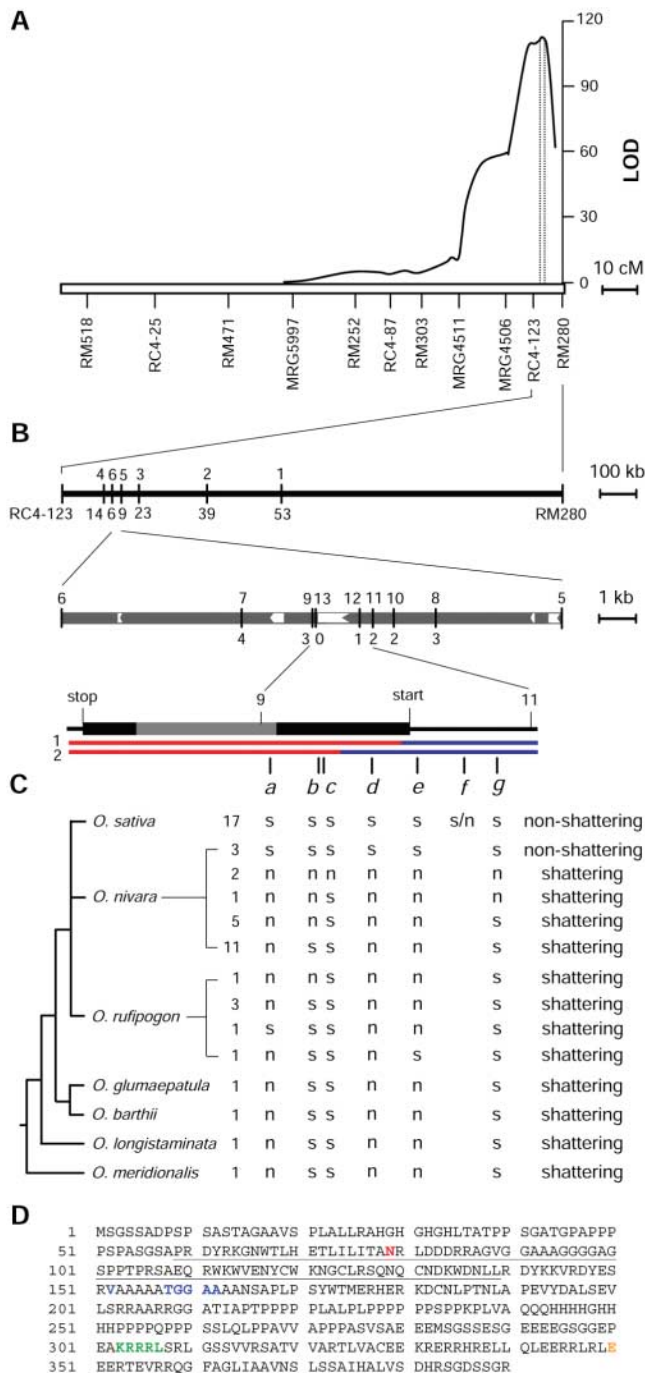 A
120
90
60
30
0
LOD
10 cM
RM518
RC4-25
RM471
MRG5997
RM252
RC4-87
RM303
MRG4511
MRG4506
RC4-123
RM280
B
4 6 5 3 2 1
100 kb
RC4-123 14 6 9 23 39 53 RM280
6 7 9 13 12 11 10 8 5
1 kb
4 3 0 1 2 2 3
stop 9 start 11
1
2
a b c d e f g
C
O. sativa 17 s s s s s s/n s non-shattering
3 s s s s s s non-shattering
2 n n n n n n shattering
O. nivara 1 n n s n n n shattering
5 n n s n n s shattering
11 n s s n n s shattering
1 n n s n n s shattering
O. rufipogon 3 n s s n n s shattering
1 s s s n n s shattering
1 n s s n s s shattering
O. glumaepatula 1 n s s n n s shattering
O. barthii 1 n s s n n s shattering
O. longistaminata 1 n s s n n s shattering
O. meridionalis 1 n s s n n s shattering
D
1 MSGSSADPSP SASTAGAAVS PLALLRAHGH GHGHLTATPP SGATGPAPPP
51 PSPASGSAPR DYRKGNWTLH ETLILITANR LDDDRRAGVG GAAAGGGGAG
101 SPPTPRSAEQ RWKWVENYCW KNGCLRSQNQ CNDKWDNLLR DYKKVRDYES
151 RVAAAAATGG AAAANSAPLP SYWTMERHER KDCNLPTNLA PEVYDALSEV
201 LSRRAARRGG ATIAPTPPPP PLALPLPPPP PPSPPKPLVA QQQHHHHGHH
251 HHPPPPQPPP SSLQLPPAVV APPPASVSAE EEMSGSSESG EEEGSGGEP
301 EAKRRRLSRL GSSVVRSATV VARTLVACEE KRERRHRELL QLEERRLRLE
351 EERTEVRRQG FAGLIAAVNS LSSAIHALVS DHRSGDSSGR